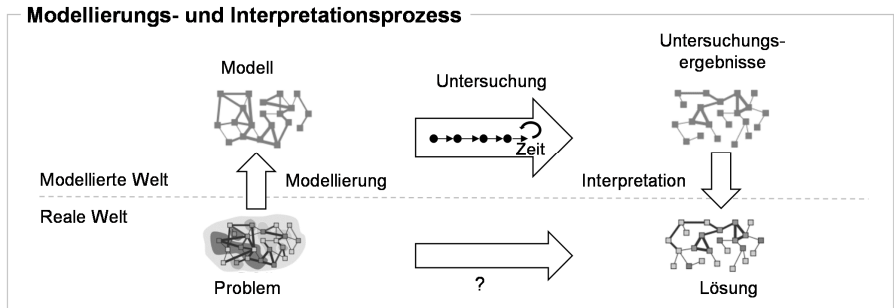 Modellierungs- und Interpretationsprozess
Modell
Untersuchung
Untersuchungs-
ergebnisse
Zeit
Modellierte Welt
Modellierung
Interpretation
Reale Welt
Problem
?
Lösung